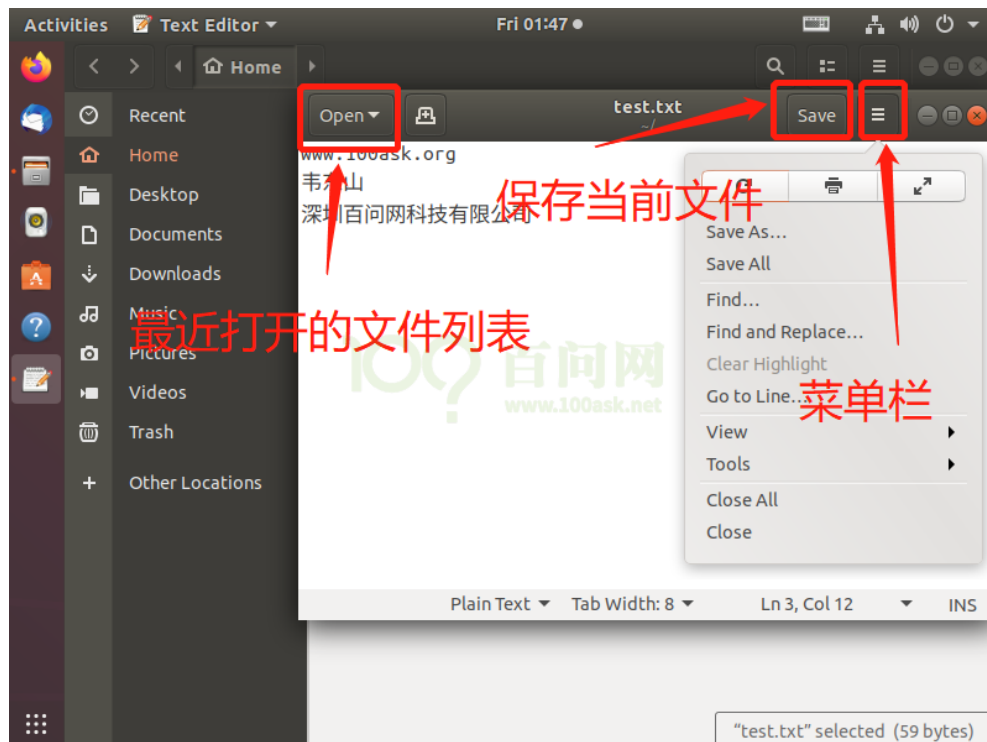 Activities Text Editor Fri 01:47
Home
Open
test.txt
~/
Save
Recent
Home
Desktop
Documents
Downloads
Music
Pictures
Videos
Trash
Other Locations
www.100ask.org
韦东山
深圳百问网科技有限公司
保存当前文件
最近打开的文件列表
菜单栏
100?百问网
www.100ask.net
Save As...
Save All
Find...
Find and Replace...
Clear Highlight
Go to Line...
View
Tools
Close All
Close
Plain Text Tab Width: 8 Ln 3, Col 12 INS
"test.txt" selected (59 bytes)